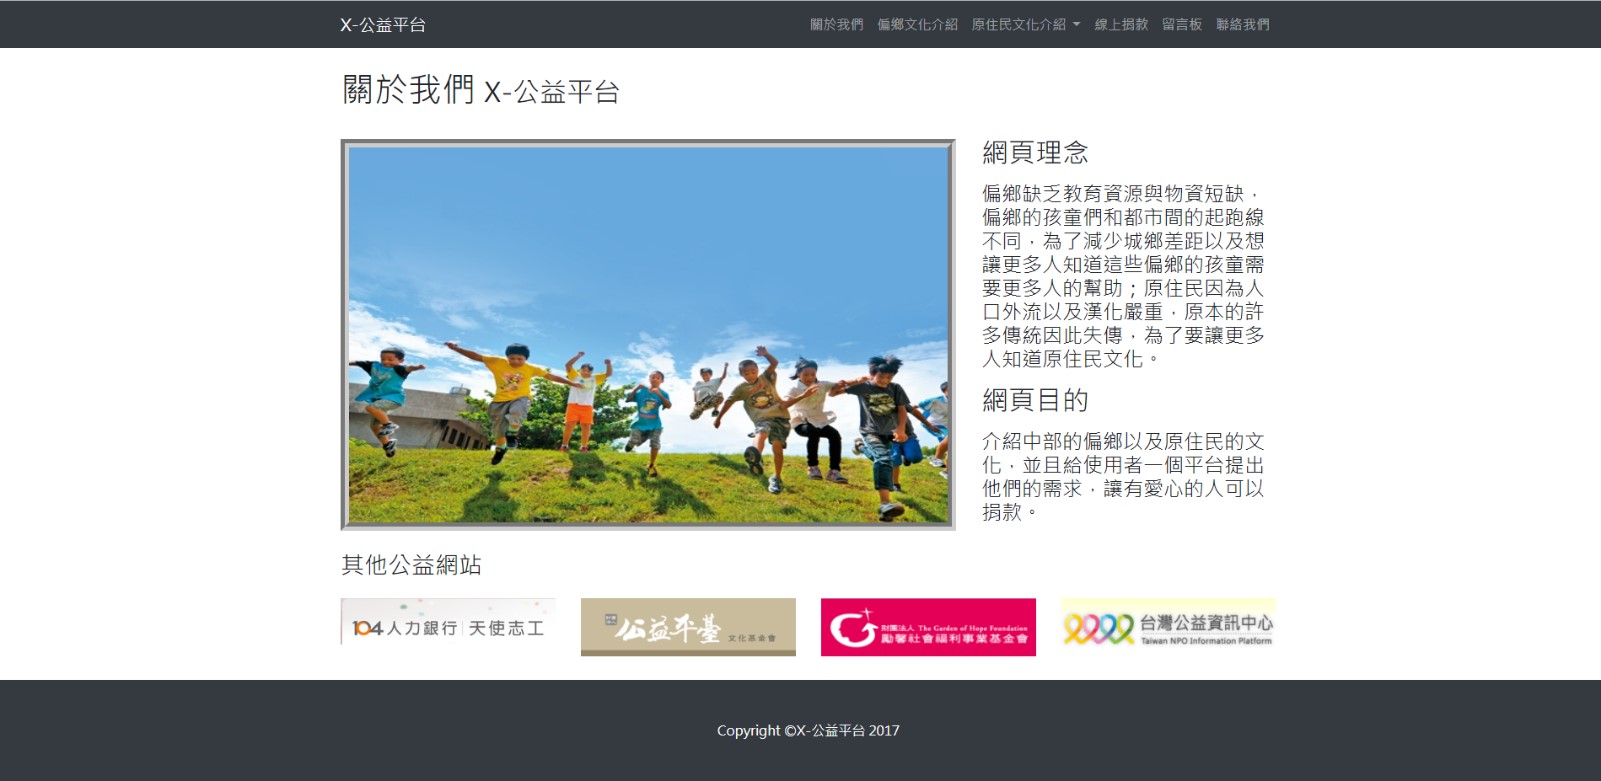 X-公益平台
關於我們 偏鄉文化介紹 原住民文化介紹 線上捐款 留言板 聯絡我們
關於我們 X-公益平台
網頁理念
偏鄉缺乏教育資源與物資短缺，
偏鄉的孩童們和都市間的起跑線
不同，為了減少城鄉差距以及想
讓更多人知道這些偏鄉的孩童需
要更多人的幫助；原住民因為人
口外流以及漢化嚴重，原本的許
多傳統因此失傳，為了要讓更多
人知道原住民文化。
網頁目的
介紹中部的偏鄉以及原住民的文
化，並且給使用者一個平台提出
他們的需求，讓有愛心的人可以
捐款。
其他公益網站
104人力銀行 | 天使志工
公益平臺 文化基金會
財團法人 The Garden of Hope Foundation
勵馨社會福利事業基金會
台灣公益資訊中心
Taiwan NPO Information Platform
Copyright ©X-公益平台 2017